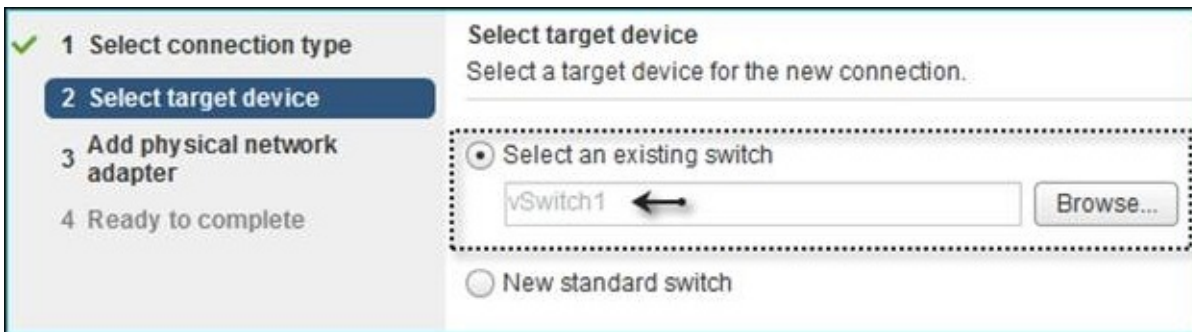 1 Select connection type
2 Select target device
3 Add physical network
adapter
4 Ready to complete
Select target device
Select a target device for the new connection.
Select an existing switch
vSwitch1
Browse...
New standard switch